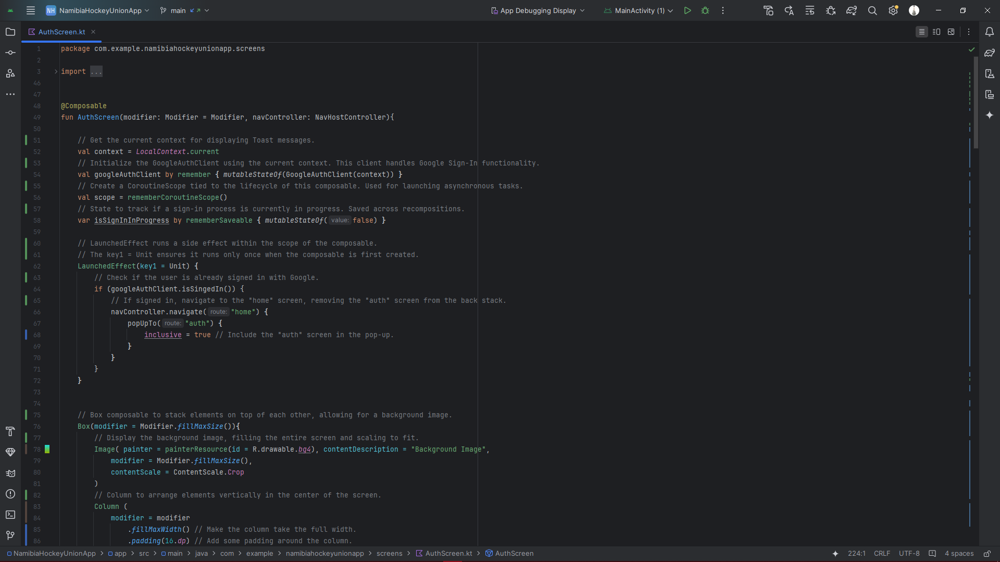 NH NamibiaHockeyUnionApp main App Debugging Display MainActivity (1)
AuthScreen.kt
1 package com.example.namibiahockeyunionapp.screens
2
3 import ...
46
47
48 @Composable
49 fun AuthScreen(modifier: Modifier = Modifier, navController: NavHostController){
50
51 // Get the current context for displaying Toast messages.
52 val context = LocalContext.current
53 // Initialize the GoogleAuthClient using the current context. This client handles Google Sign-In functionality.
54 val googleAuthClient by remember { mutableStateOf(GoogleAuthClient(context)) }
55 // Create a CoroutineScope tied to the lifecycle of this composable. Used for launching asynchronous tasks.
56 val scope = rememberCoroutineScope()
57 // State to track if a sign-in process is currently in progress. Saved across recompositions.
58 var isSignInInProgress by rememberSaveable { mutableStateOf( value: false) }
59
60 // LaunchedEffect runs a side effect within the scope of the composable.
61 // The key1 = Unit ensures it runs only once when the composable is first created.
62 LaunchedEffect(key1 = Unit) {
63 // Check if the user is already signed in with Google.
64 if (googleAuthClient.isSingedIn()) {
65 // If signed in, navigate to the "home" screen, removing the "auth" screen from the back stack.
66 navController.navigate( route: "home") {
67 popUpTo( route: "auth") {
68 inclusive = true // Include the "auth" screen in the pop-up.
69 }
70 }
71 }
72 }
73
74
75 // Box composable to stack elements on top of each other, allowing for a background image.
76 Box(modifier = Modifier.fillMaxSize()){
77 // Display the background image, filling the entire screen and scaling to fit.
78 Image( painter = painterResource(id = R.drawable.bg4), contentDescription = "Background Image",
79 modifier = Modifier.fillMaxSize(),
80 contentScale = ContentScale.Crop
81 )
82 // Column to arrange elements vertically in the center of the screen.
83 Column (
84 modifier = modifier
85 .fillMaxWidth() // Make the column take the full width.
86 .padding(16.dp) // Add some padding around the column.
NamibiaHockeyUnionApp > app > src > main > java > com > example > namibiahockeyunionapp > screens > AuthScreen.kt > AuthScreen 224:1 CRLF UTF-8 4 spaces